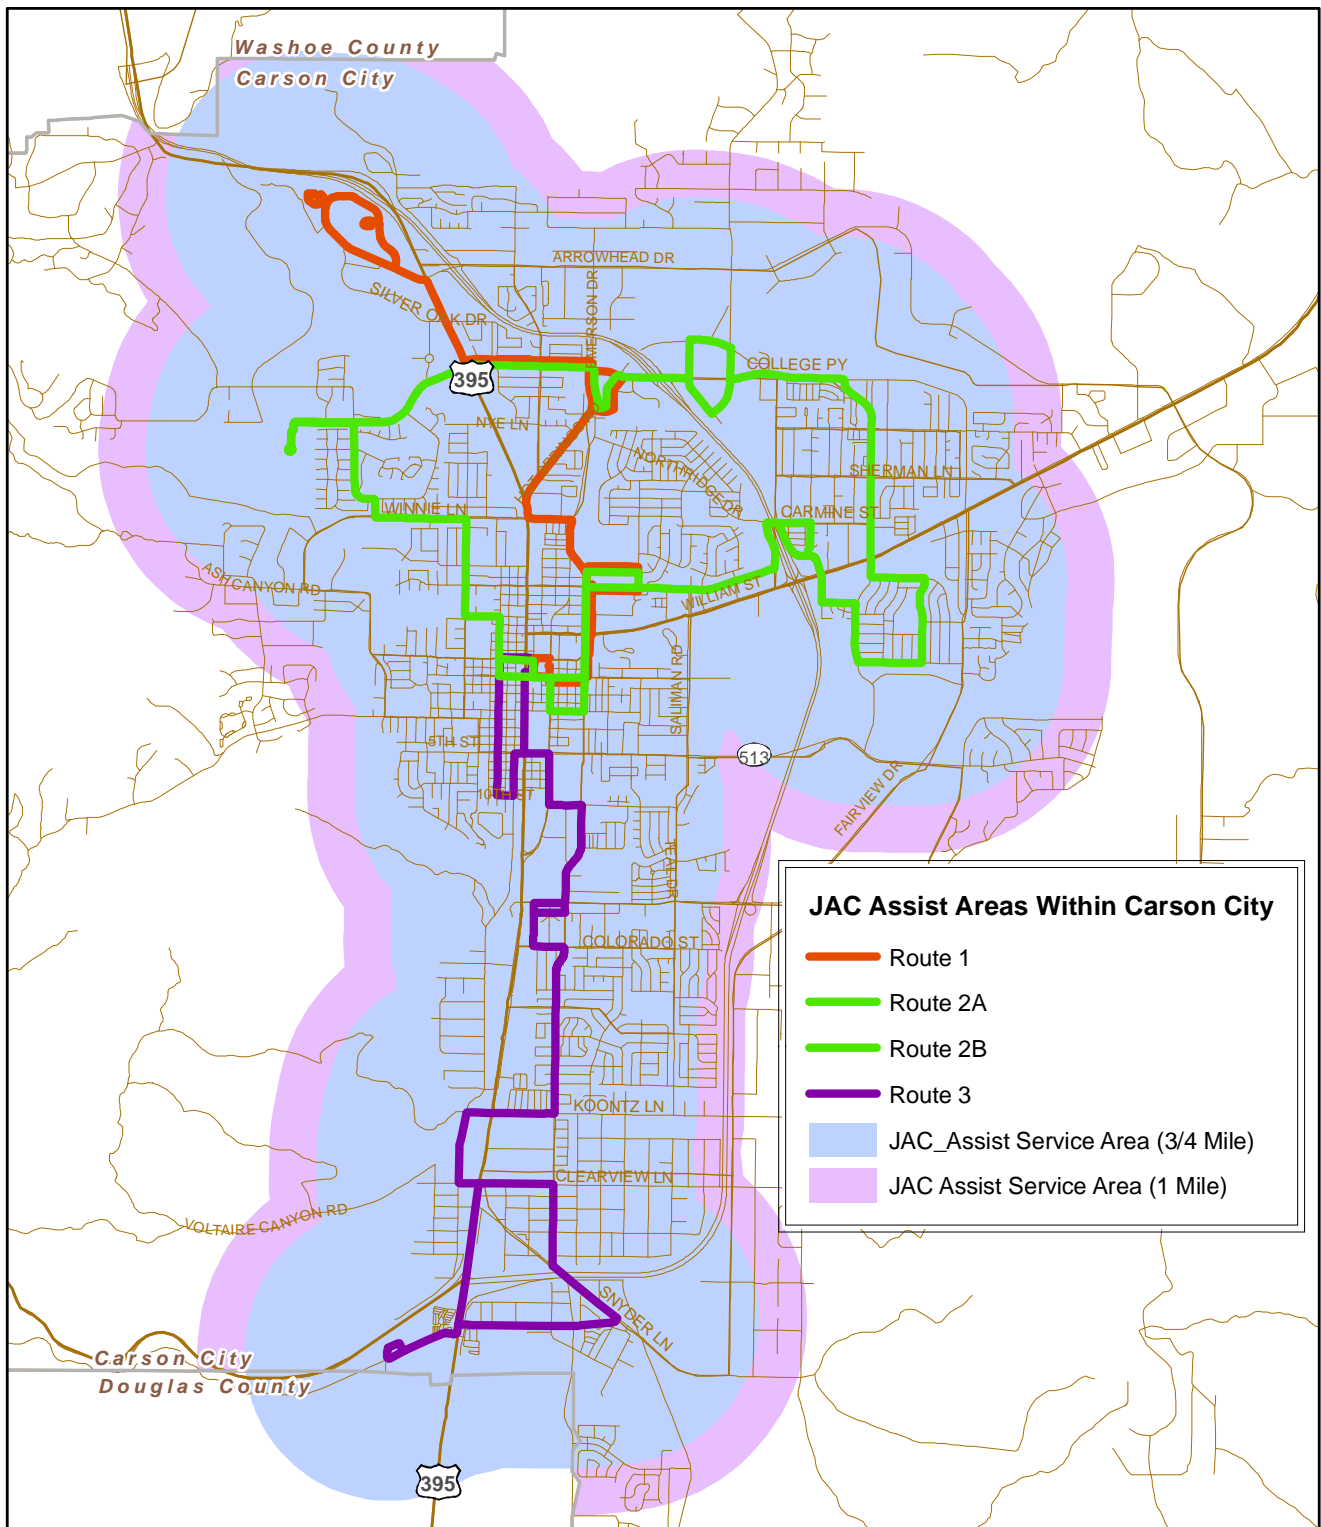 Washoe County
Carson City
ARROWHEAD DR
EMERSON DR
SILVER OAK DR
COLLEGE PY
395
NYE LN
NORTHRIDGE DR
SHERMAN LN
WINNIE LN
CARMINE ST
ASH CANYON RD
WILLIAM ST
SALIMAN RD
5TH ST
513
10TH ST
FAIRVIEW DR
TEAL DR
JAC Assist Areas Within Carson City
COLORADO ST
Route 1
Route 2A
Route 2B
Route 3
KOONTZ LN
JAC_Assist Service Area (3/4 Mile)
CLEARVIEW LN
JAC Assist Service Area (1 Mile)
VOLTAIRE CANYON RD
SNYDER LN
Carson City
Douglas County
395